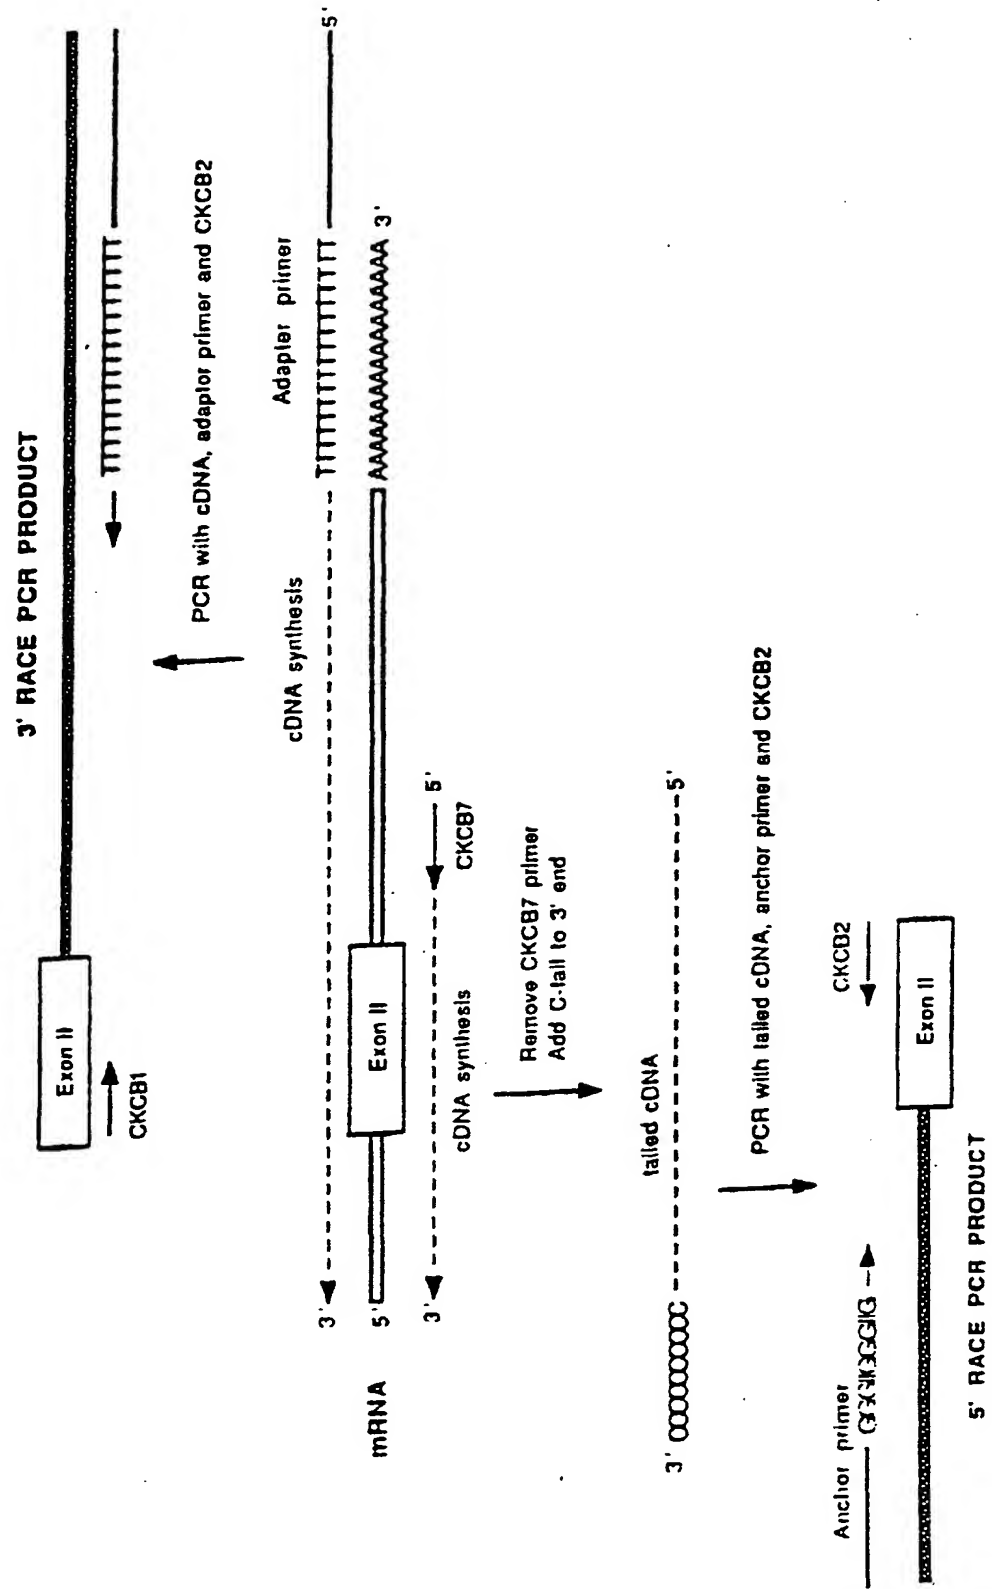 3' RACE PCR PRODUCT
Exon II
CKCB1
TTTTTTTTTTTTTTT
PCR with cDNA, adaptor primer and CKCB2
cDNA synthesis
Adapter primer
3'
TTTTTTTTTTTTTTT
5'
mRNA
5'
Exon II
AAAAAAAAAAAAAAAA
3'
3'
5'
cDNA synthesis
CKCB7
Remove CKCB7 primer
Add C-tail to 3' end
tailed cDNA
3'
CCCCCCCCCCC
5'
PCR with tailed cDNA, anchor primer and CKCB2
Anchor primer
CKCB2
Exon II
5' RACE PCR PRODUCT